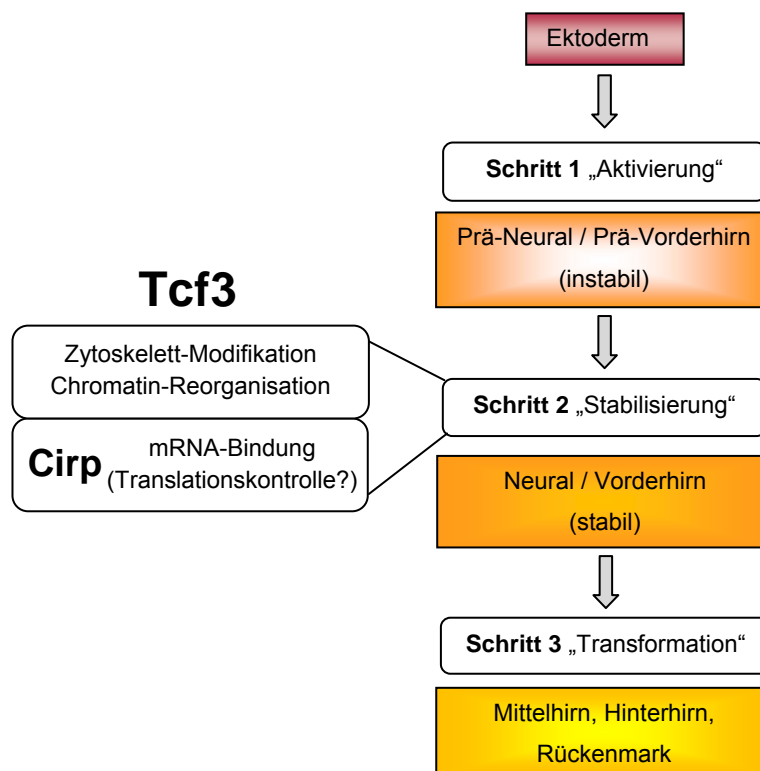 Ektoderm
Schritt 1 „Aktivierung“
Prä-Neural / Prä-Vorderhirn
(instabil)
Tcf3
Zytoskelett-Modifikation
Chromatin-Reorganisation
Schritt 2 „Stabilisierung“
Cirp mRNA-Bindung
(Translationskontrolle?)
Neural / Vorderhirn
(stabil)
Schritt 3 „Transformation“
Mittelhirn, Hinterhirn,
Rückenmark